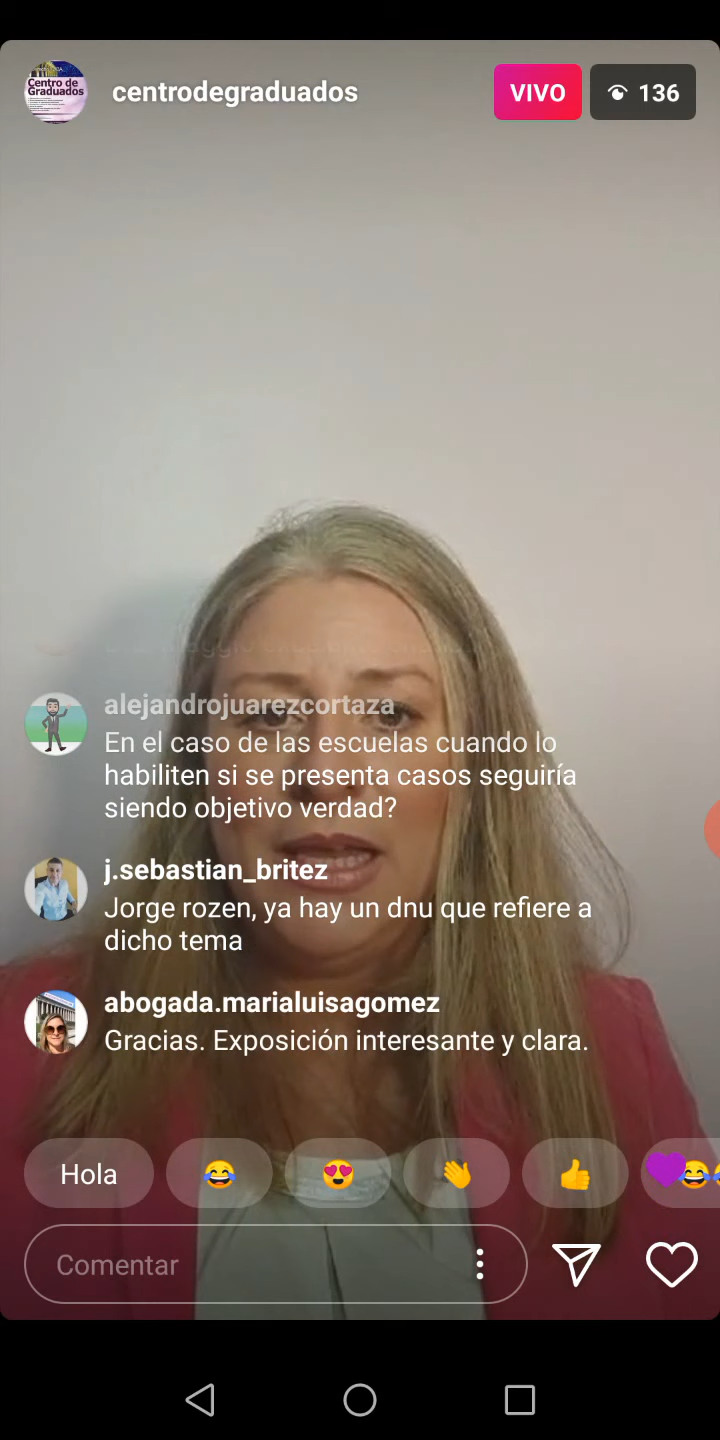 Centro de
Graduados
centrodegraduados
VIVO
136
alejandrojuarezcortaza
En el caso de las escuelas cuando lo
habiliten si se presenta casos seguiría
siendo objetivo verdad?
j.sebastian_britez
Jorge rozen, ya hay un dnu que refiere a
dicho tema
abogada.marialuisagomez
Gracias. Exposición interesante y clara.
Hola
Comentar